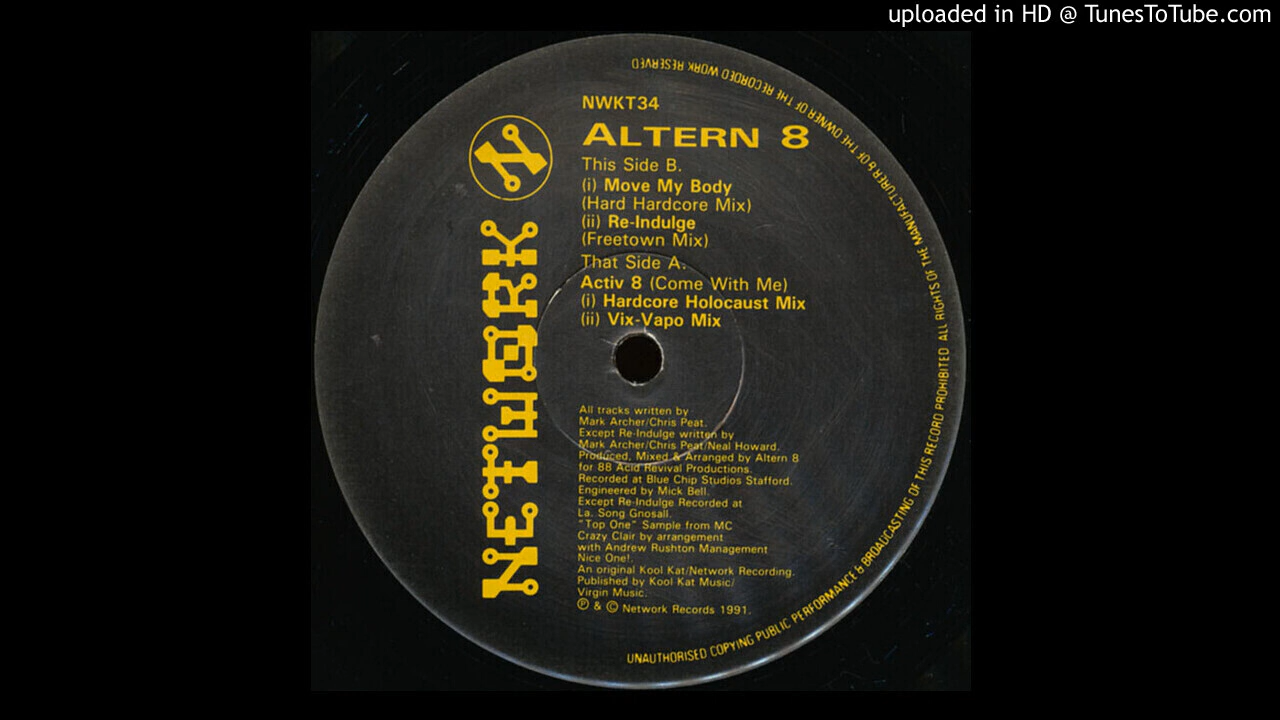 uploaded in HD @ TunesToTube.com
NWKT34
ALTERN 8
This Side B.
(i) Move My Body
(Hard Hardcore Mix)
(ii) Re-Indulge
(Freetown Mix)
That Side A.
Activ 8 (Come With Me)
(i) Hardcore Holocaust Mix
(ii) Vix-Vapo Mix
NETWORK
All tracks written by
Mark Archer/Chris Peat.
Except Re-Indulge written by
Mark Archer/Chris Peat/Neal Howard.
Produced, Mixed & Arranged by Altern 8
for 88 Acid Revival Productions.
Recorded at Blue Chip Studios Stafford.
Engineered by Mick Bell.
Except Re-Indulge Recorded at
La. Song Gnosall.
"Top One" Sample from MC
Crazy Clair by arrangement
with Andrew Rushton Management
Nice One!.
An original Kool Kat/Network Recording.
Published by Kool Kat Music/
Virgin Music.
Ⓟ & © Network Records 1991.
UNAUTHORISED COPYING PUBLIC PERFORMANCE & BROADCASTING OF THIS RECORD PROHIBITED ALL RIGHTS OF THE MANUFACTURER & OF THE OWNER OF THE RECORDED WORK RESERVED